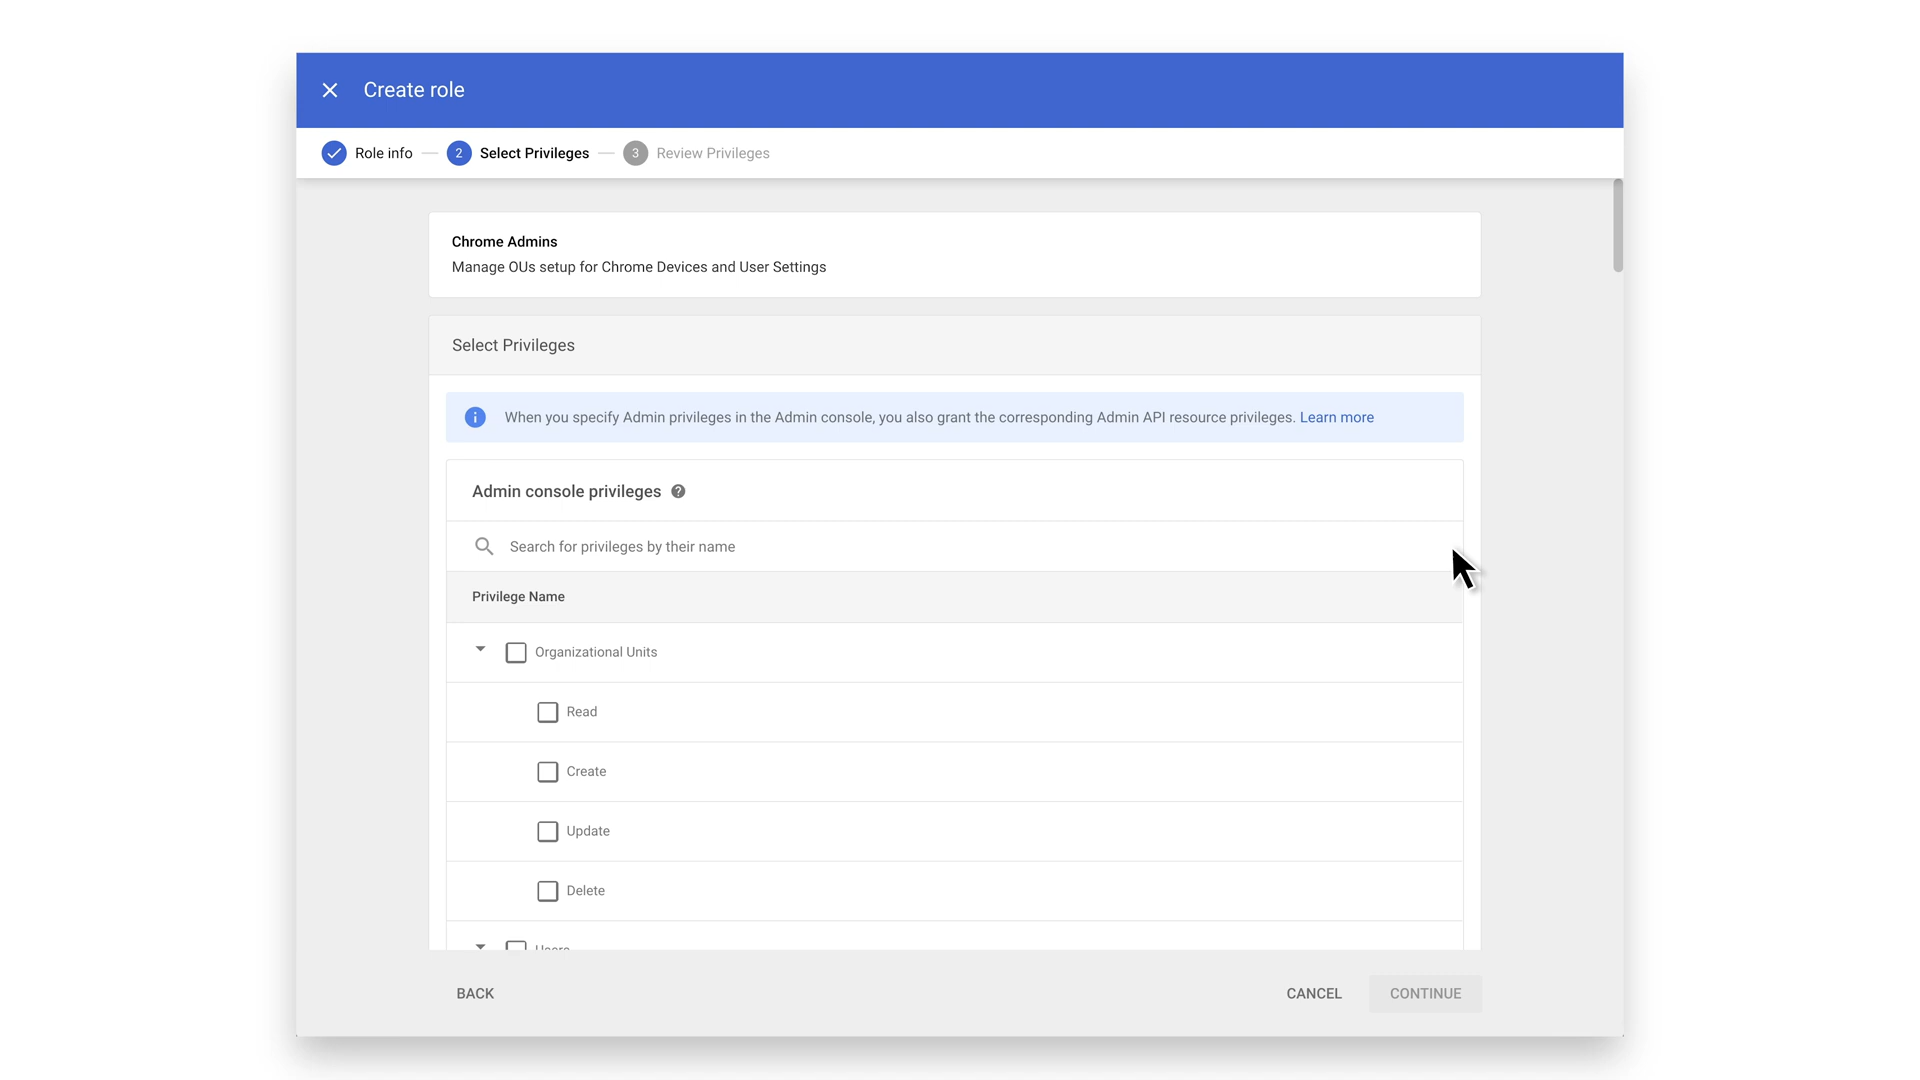 Create role
Role info
2 Select Privileges
3 Review Privileges
Chrome Admins
Manage OUs setup for Chrome Devices and User Settings
Select Privileges
When you specify Admin privileges in the Admin console, you also grant the corresponding Admin API resource privileges. Learn more
Admin console privileges
Search for privileges by their name
Privilege Name
Organizational Units
Read
Create
Update
Delete
Users
BACK
CANCEL
CONTINUE